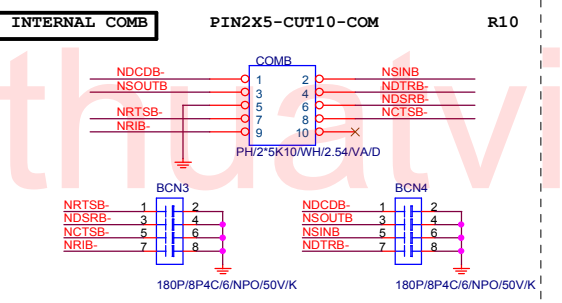 INTERNAL COMB PIN2X5-CUT10-COM R10
COMB
NDCDB- 1 2 NSINB
NSOUTB 3 4 NDTRB-
5 6 NDSRB-
NRTSB- 7 8 NCTSB-
NRIB- 9 10
PH/2*5K10/WH/2.54/VA/D
thuatvi
BCN3 BCN4
NRTSB- 1 2 NDCDB- 1 2
NDSRB- 3 4 NSOUTB 3 4
NCTSB- 5 6 NSINB 5 6
NRIB- 7 8 NDTRB- 7 8
180P/8P4C/6/NPO/50V/K 180P/8P4C/6/NPO/50V/K